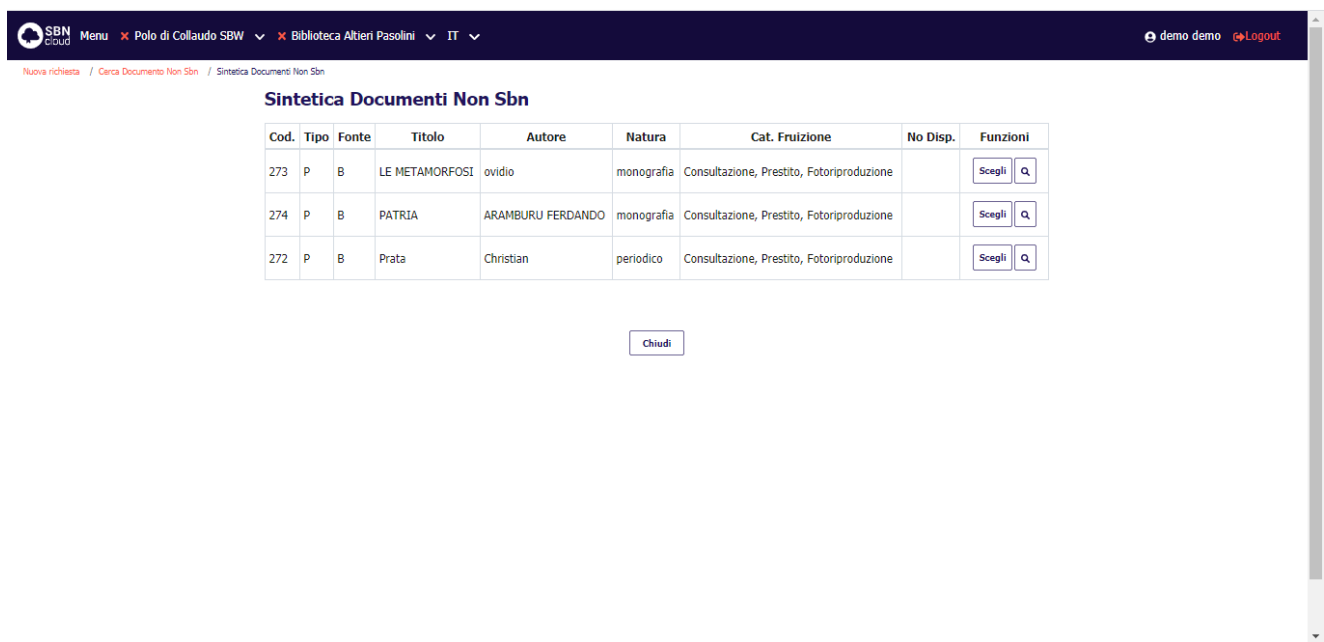 SBN cloud Menu × Polo di Collaudo SBW × Biblioteca Altieri Pasolini IT demo demo Logout
Nuova richiesta / Cerca Documento Non Sbn / Sintetica Documenti Non Sbn
Sintetica Documenti Non Sbn
Cod. Tipo Fonte Titolo Autore Natura Cat. Fruizione No Disp. Funzioni
273 P B LE METAMORFOSI ovidio monografia Consultazione, Prestito, Fotoriproduzione Scegli
274 P B PATRIA ARAMBURU FERDANDO monografia Consultazione, Prestito, Fotoriproduzione Scegli
272 P B Prata Christian periodico Consultazione, Prestito, Fotoriproduzione Scegli
Chiudi